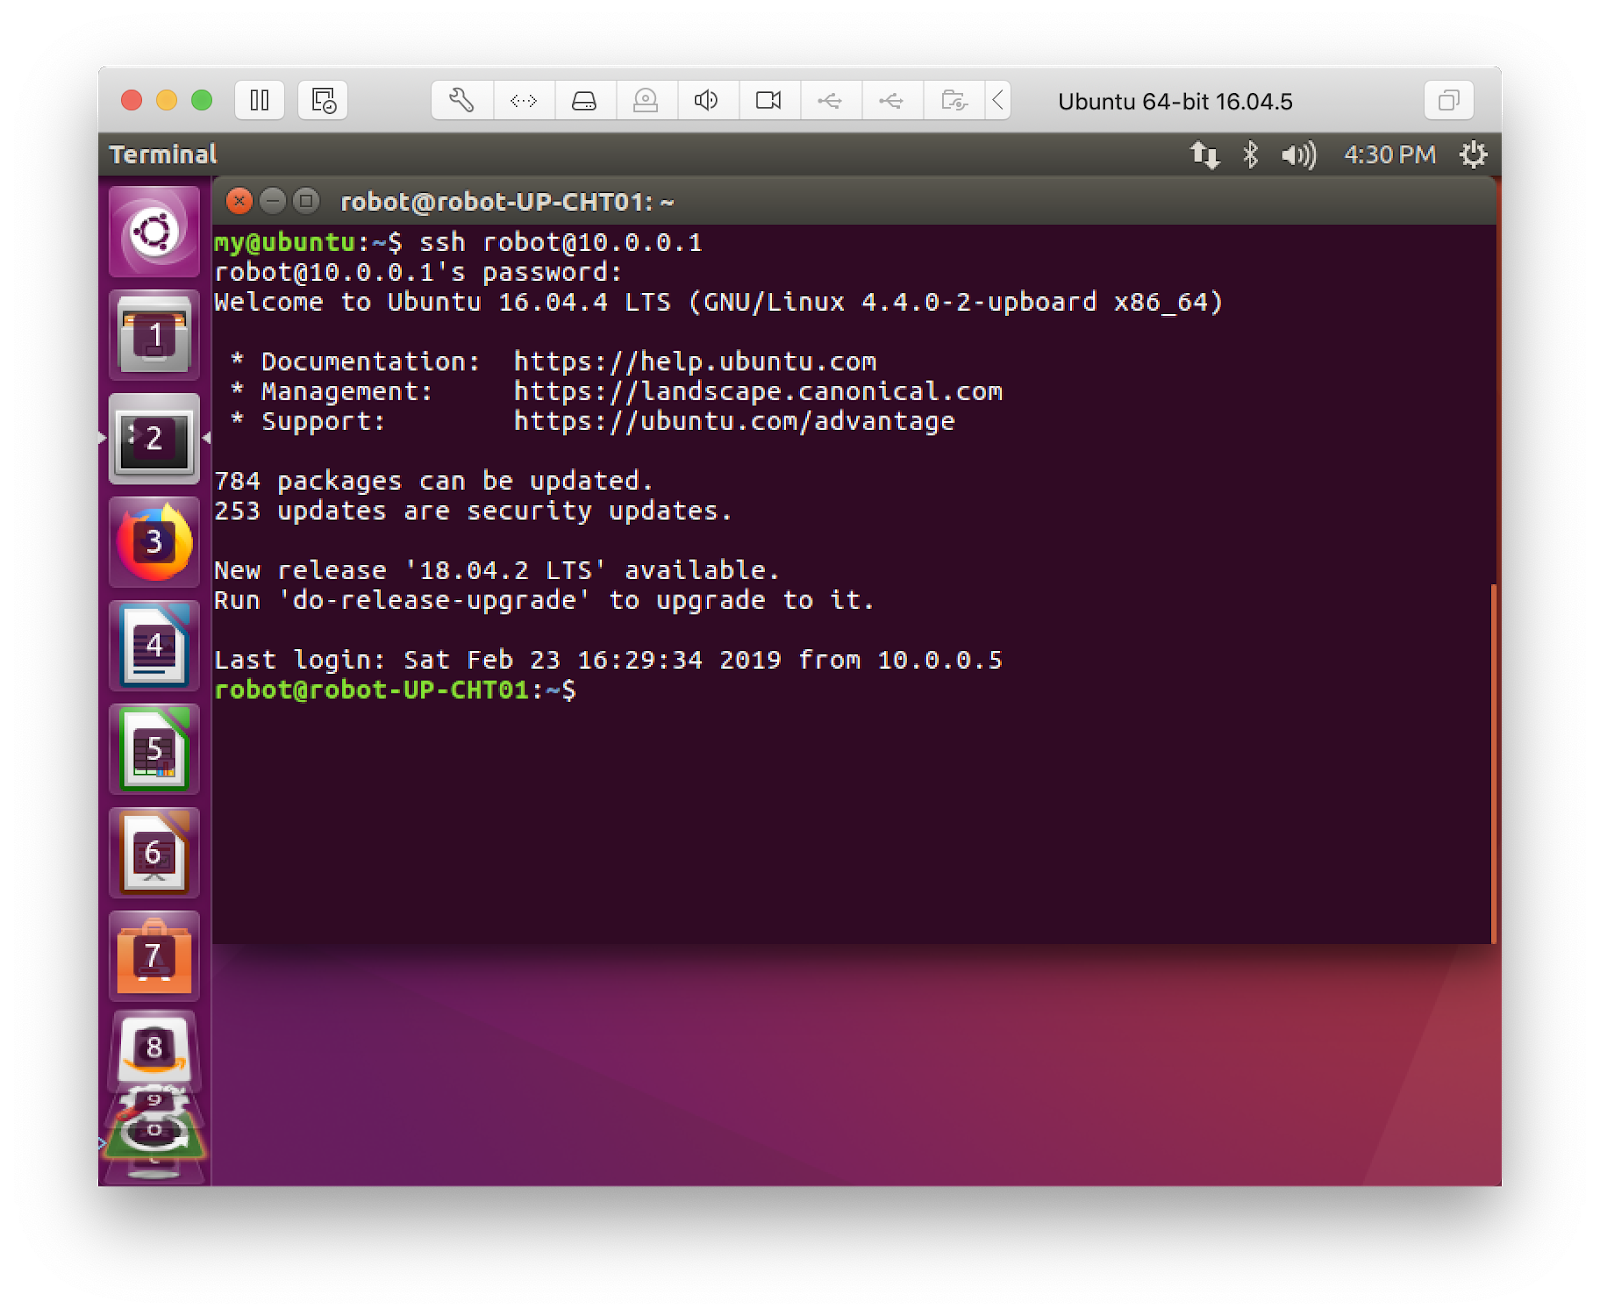 Ubuntu 64-bit 16.04.5
Terminal
4:30 PM
robot@robot-UP-CHT01: ~
my@ubuntu:~$ ssh robot@10.0.0.1
robot@10.0.0.1's password:
Welcome to Ubuntu 16.04.4 LTS (GNU/Linux 4.4.0-2-upboard x86_64)
* Documentation:  https://help.ubuntu.com
* Management:     https://landscape.canonical.com
* Support:        https://ubuntu.com/advantage
784 packages can be updated.
253 updates are security updates.
New release '18.04.2 LTS' available.
Run 'do-release-upgrade' to upgrade to it.
Last login: Sat Feb 23 16:29:34 2019 from 10.0.0.5
robot@robot-UP-CHT01:~$
1
2
3
4
5
6
7
8
9
0